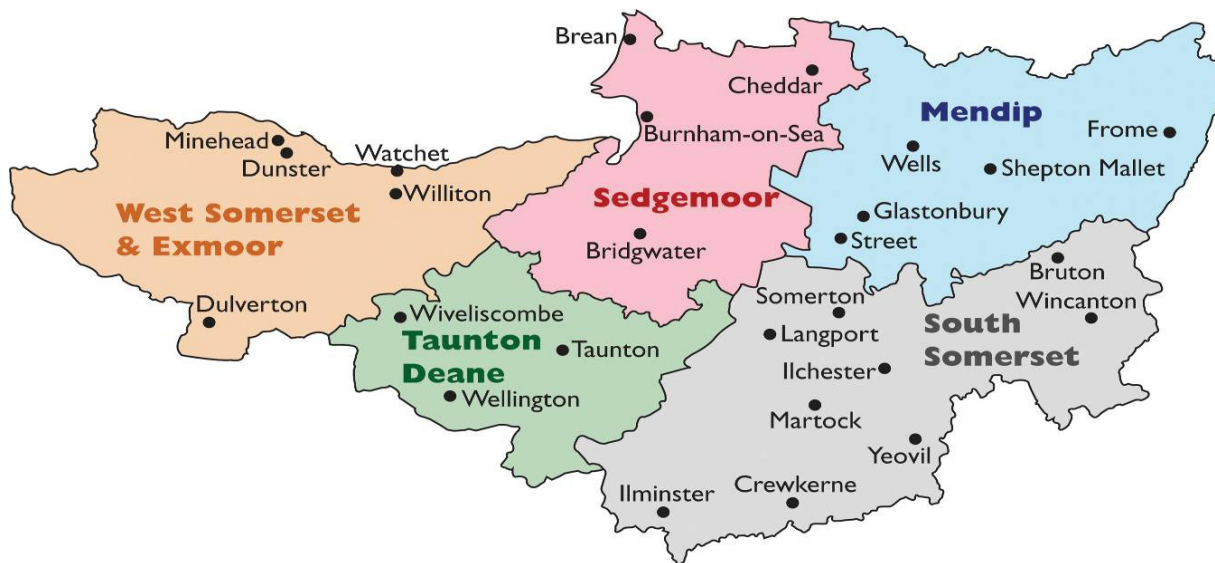 Brean
Cheddar
Burnham-on-Sea
Mendip
Frome
Wells
Shepton Mallet
Minehead
Dunster
Watchet
Williton
West Somerset
& Exmoor
Sedgemoor
Bridgwater
Glastonbury
Street
Dulverton
Wiveliscombe
Taunton
Deane
Taunton
Wellington
Bruton
Wincanton
Somerton
Langport
South
Somerset
Ilchester
Martock
Yeovil
Crewkerne
Ilminster